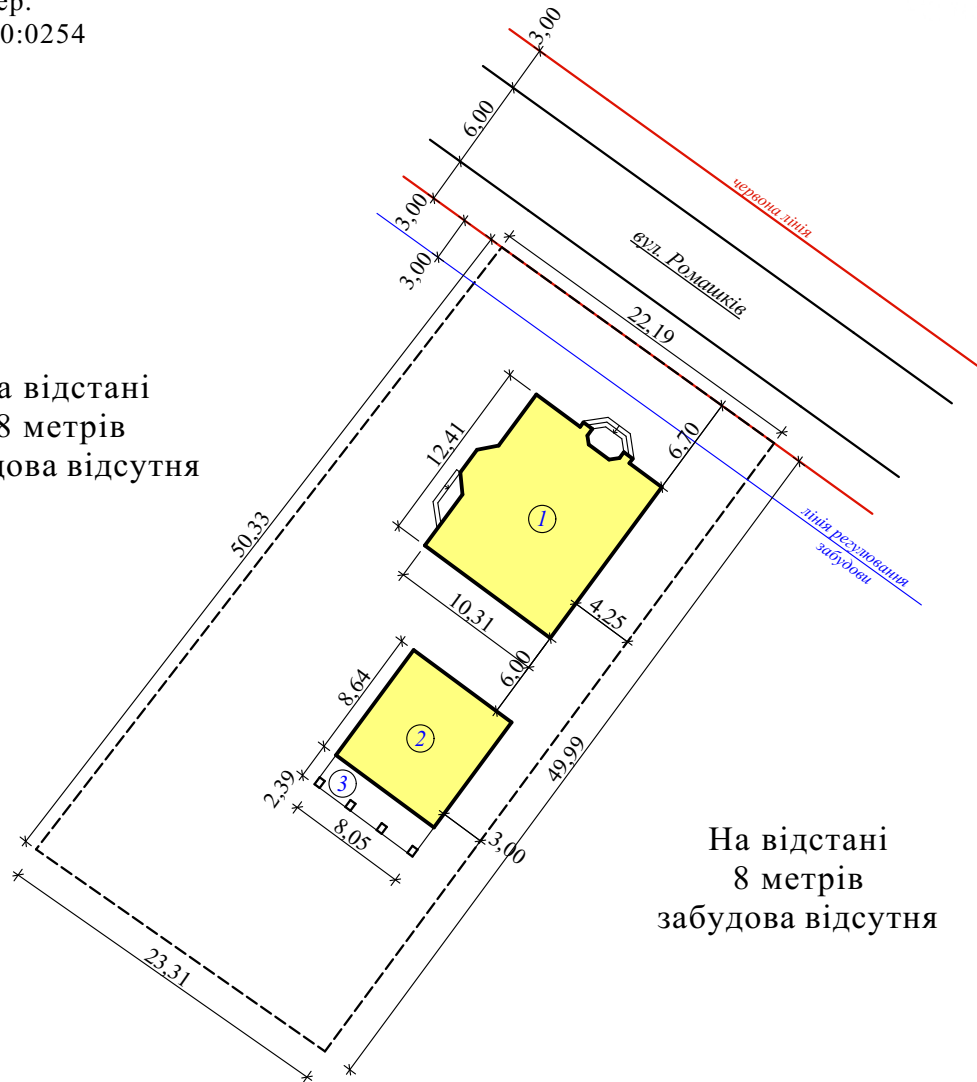 ер.
0:0254
3,00
6,00
3,00
3,00
червона лінія
вул. Ромашків
22,19
а відстані
8 метрів
дова відсутня
12,41
6,70
50,33
1
лінія регулювання
забудови
10,31
4,25
6,00
8,64
2
49,99
2,39
3
8,05
3,00
На відстані
8 метрів
забудова відсутня
23,31